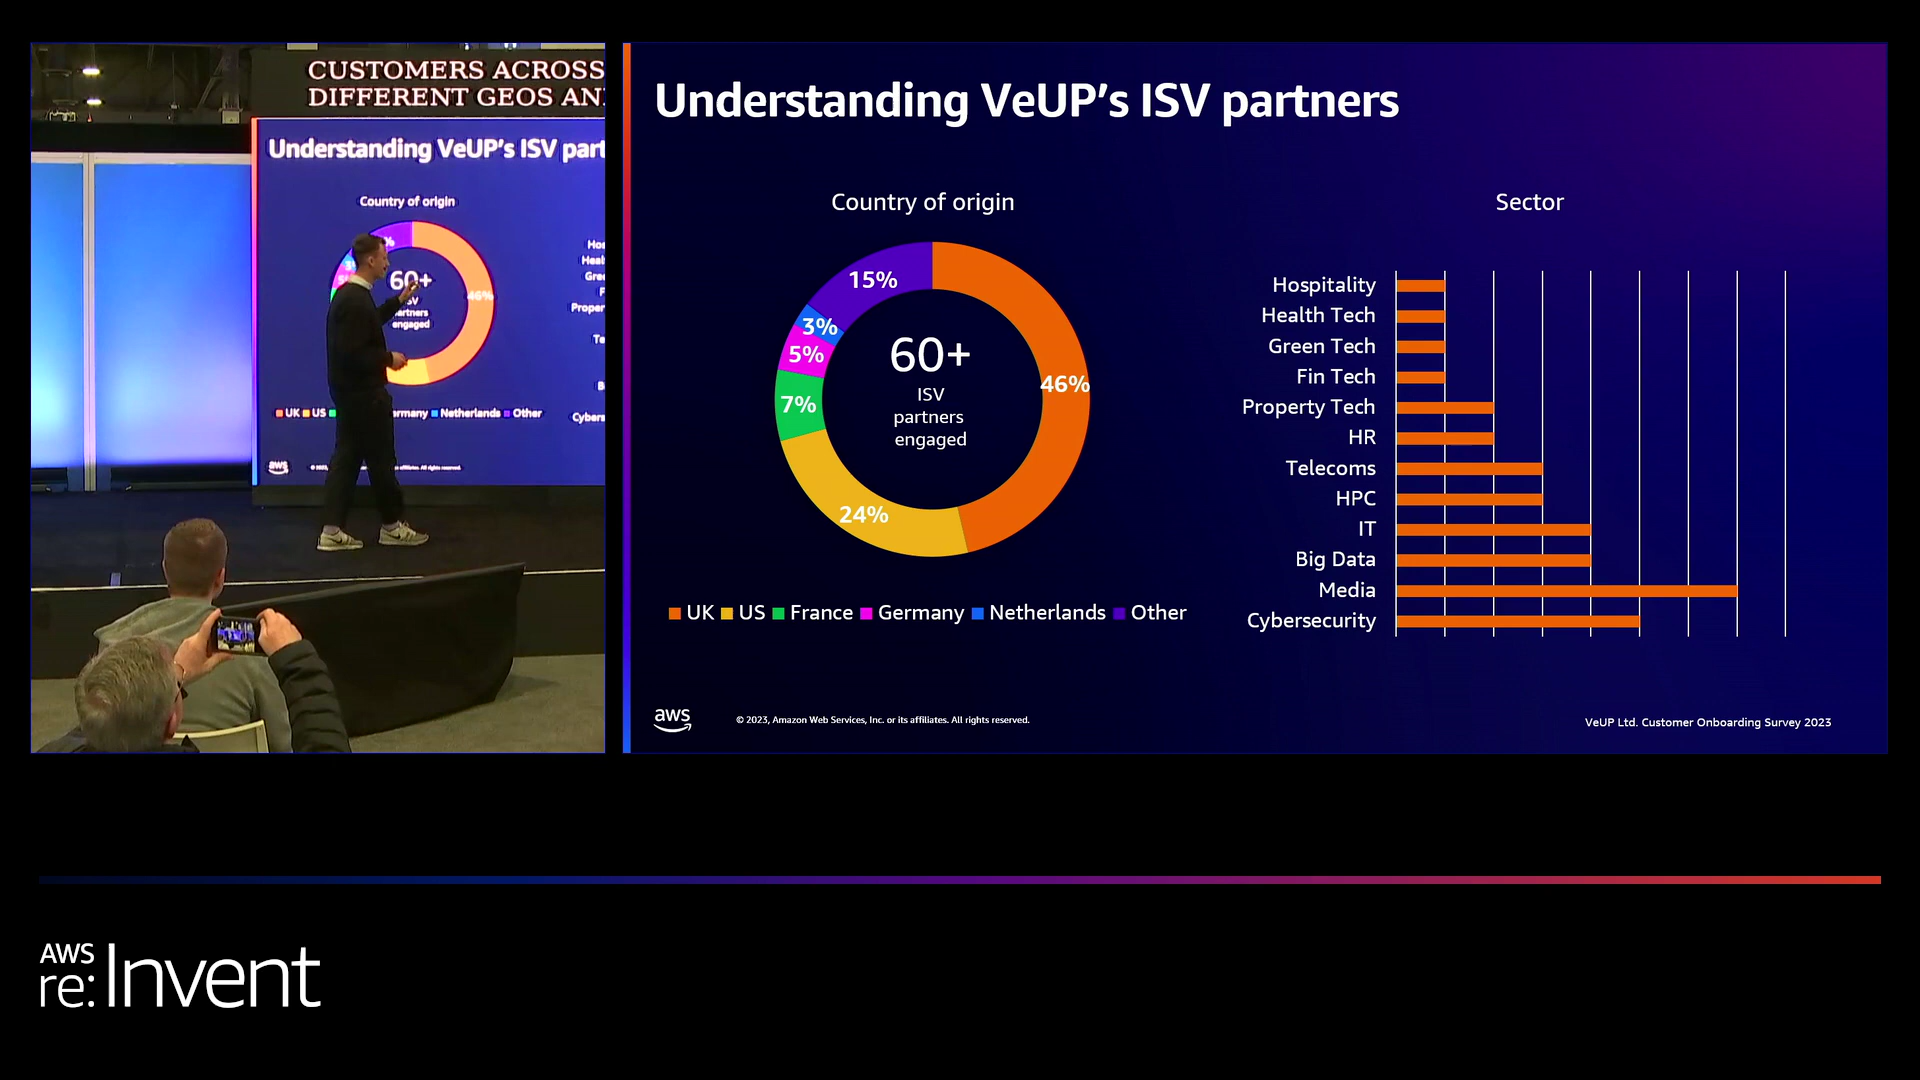 CUSTOMERS ACROSS
DIFFERENT GEOS AN
Understanding VeUP's ISV part
Country of origin
60+
partners
engaged
46%
UK US Netherlands Other
aws
Understanding VeUP’s ISV partners
Country of origin
15%
3%
5%
7%
24%
46%
60+
ISV
partners
engaged
UK US France Germany Netherlands Other
Sector
Hospitality
Health Tech
Green Tech
Fin Tech
Property Tech
HR
Telecoms
HPC
IT
Big Data
Media
Cybersecurity
aws
© 2023, Amazon Web Services, Inc. or its affiliates. All rights reserved.
VeUP Ltd. Customer Onboarding Survey 2023
AWS
re:Invent